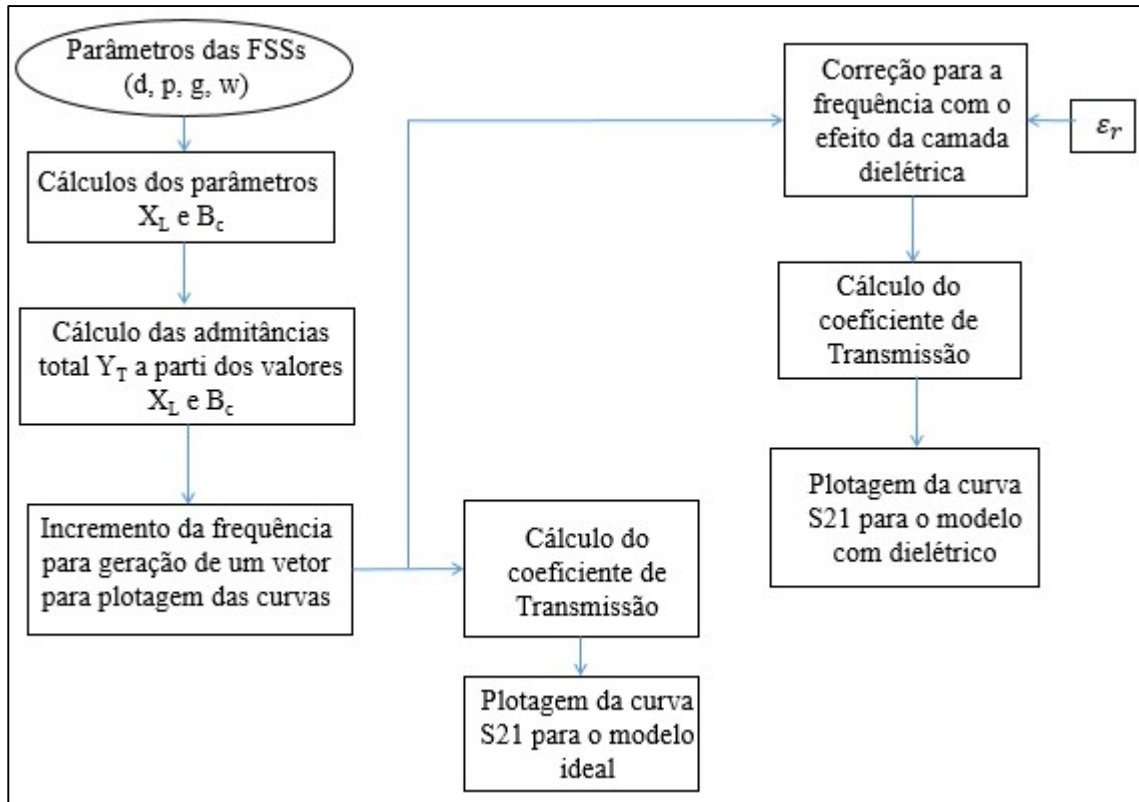 Parâmetros das FSSs
(d, p, g, w)
Cálculos dos parâmetros
X_L e B_c
Cálculo das admitâncias
total Y_T a parti dos valores
X_L e B_c
Incremento da frequência
para geração de um vetor
para plotagem das curvas
Cálculo do
coeficiente de
Transmissão
Plotagem da curva
S21 para o modelo
ideal
Correção para a
frequência com o
efeito da camada
dielétrica
ε_r
Cálculo do
coeficiente de
Transmissão
Plotagem da curva
S21 para o modelo
com dielétrico